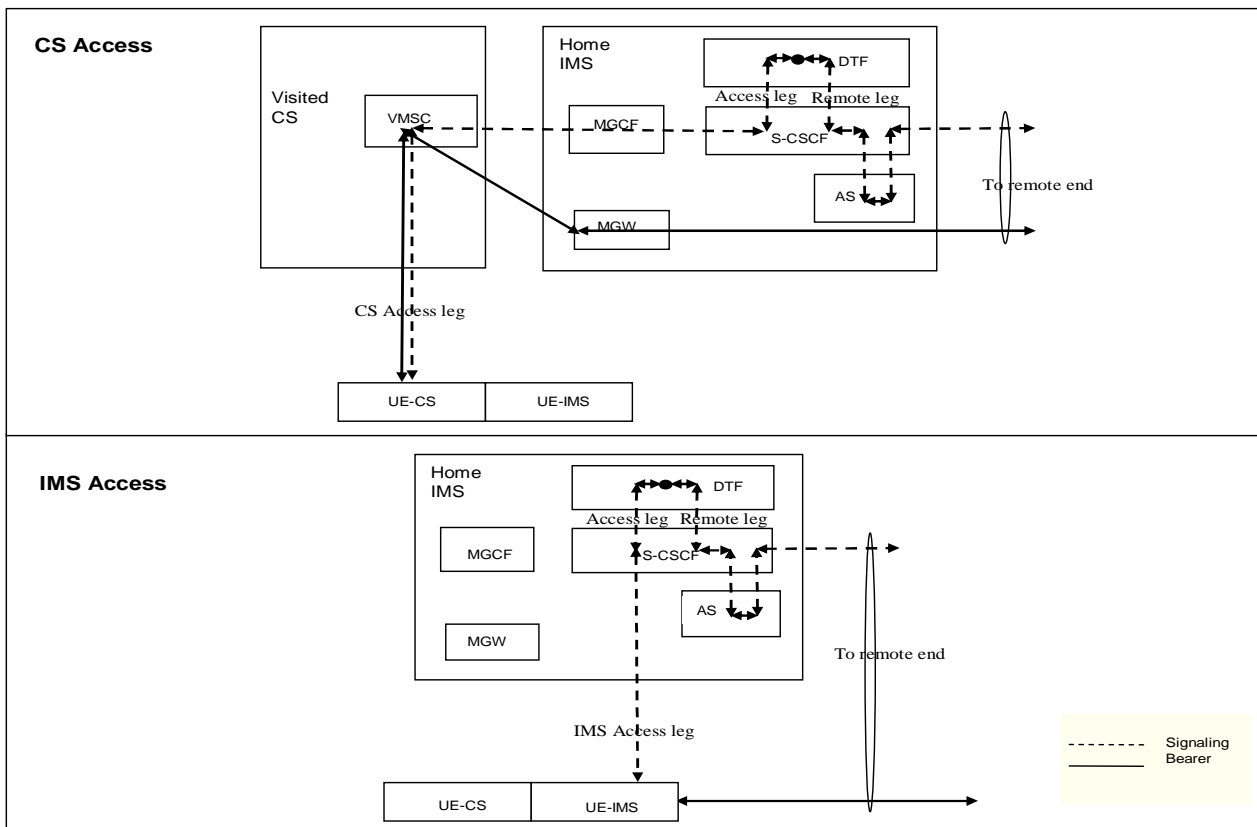 CS Access
Visited
CS
VMSC
Home
IMS
DTF
Access leg
Remote leg
MGCF
S-CSCF
AS
To remote end
MGW
CS Access leg
UE-CS
UE-IMS
IMS Access
Home
IMS
DTF
Access leg
Remote leg
MGCF
S-CSCF
AS
MGW
To remote end
IMS Access leg
UE-CS
UE-IMS
Signaling
Bearer